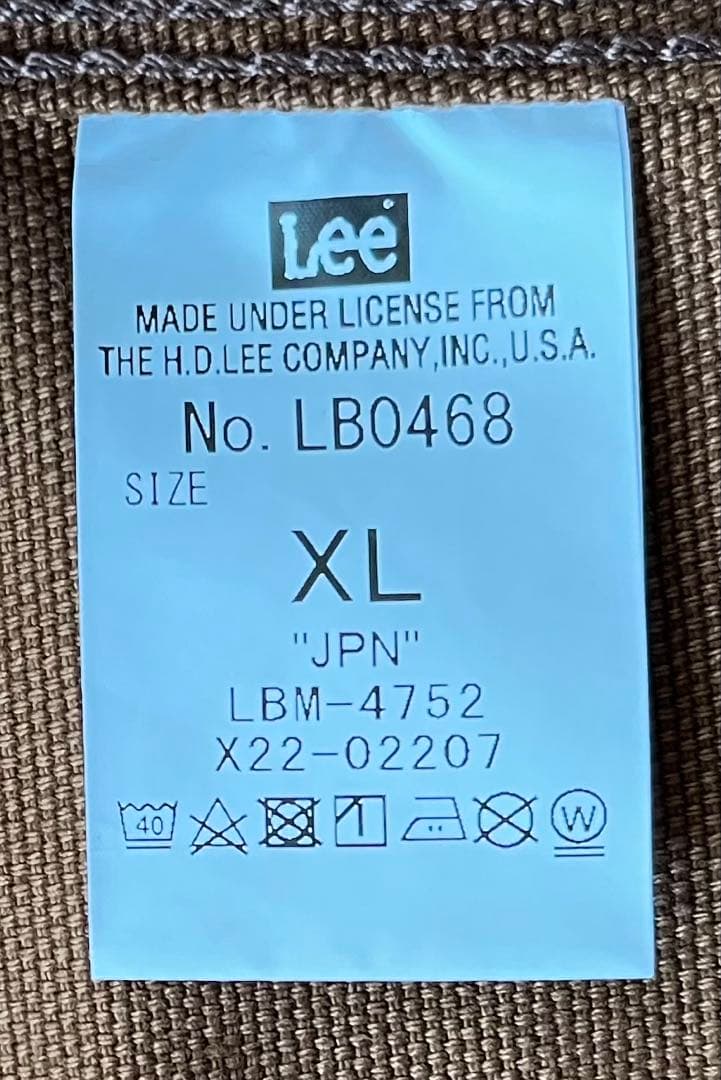 Lee
MADE UNDER LICENSE FROM
THE H.D.LEE COMPANY,INC.,U.S.A.
No. LB0468
SIZE
XL
"JPN"
LBM-4752
X22-02207
40 W